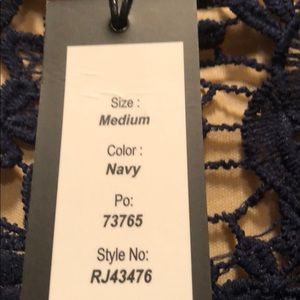 Size :
Medium
Color :
Navy
Po:
73765
Style No:
RJ43476